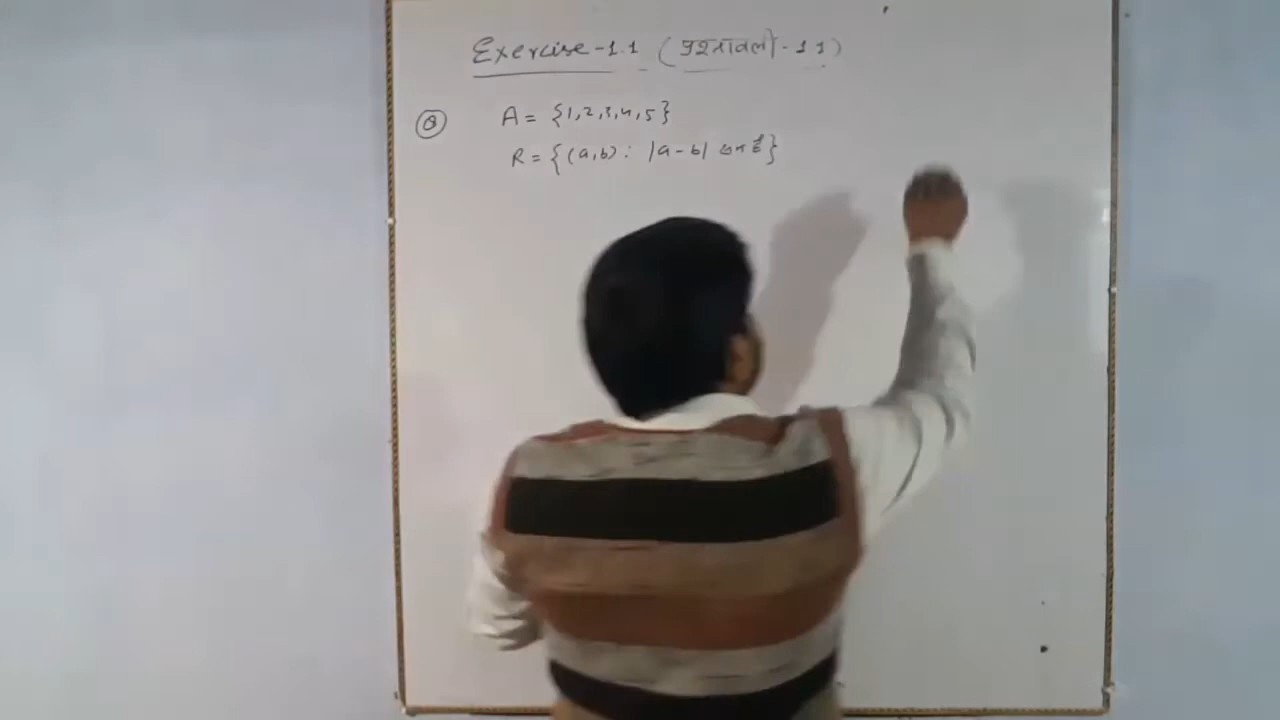 Exercise-1.1 (प्रश्नावली-1.1)
8 A = {1,2,3,4,5}
R = {(a,b) : |a-b| सम है}